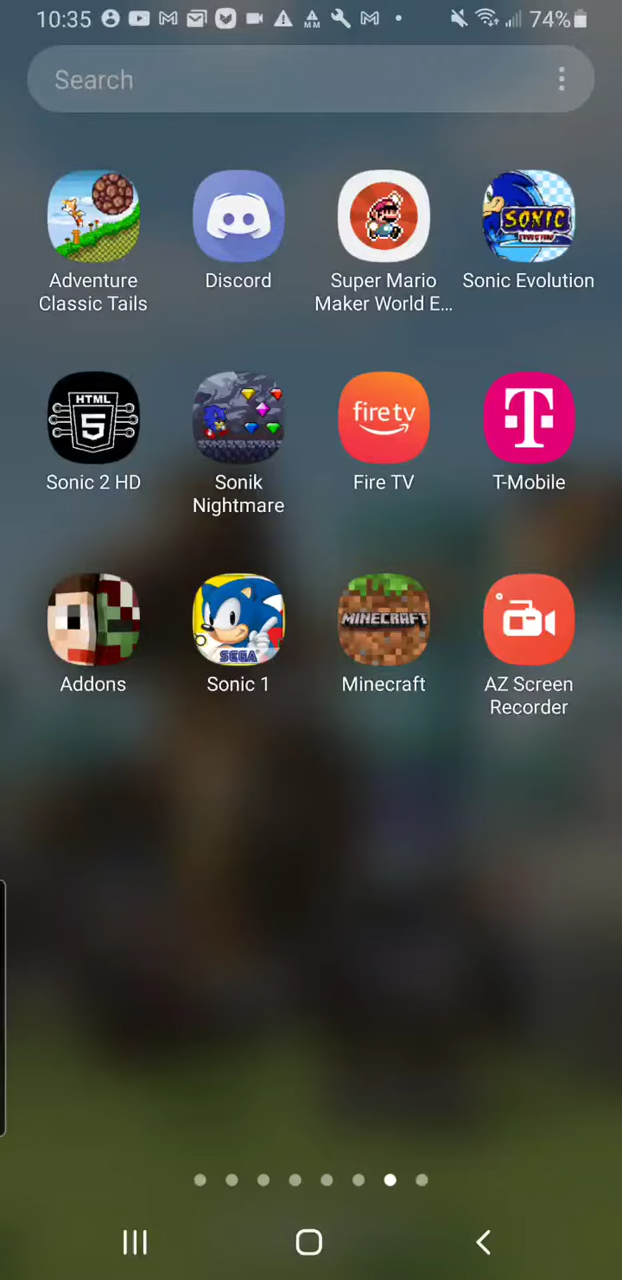 10:35
74%
Search
SONIC
Adventure
Classic Tails
Discord
Super Mario
Maker World E...
Sonic Evolution
HTML
5
fire tv
T
Sonic 2 HD
Sonik
Nightmare
Fire TV
T-Mobile
SEGA
MINECRAFT
Addons
Sonic 1
Minecraft
AZ Screen
Recorder